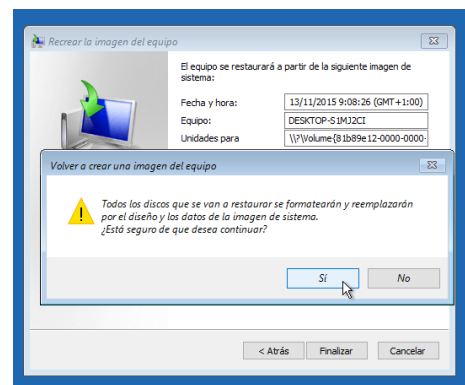 Recrear la imagen del equipo
El equipo se restaurará a partir de la siguiente imagen de
sistema:
Fecha y hora: 13/11/2015 9:08:26 (GMT+1:00)
Equipo: DESKTOP-S1MJ2CI
Unidades para \\?\Volume{81b89e12-0000-0000-
Volver a crear una imagen del equipo
Todos los discos que se van a restaurar se formatearán y reemplazarán
por el diseño y los datos de la imagen de sistema.
¿Está seguro de que desea continuar?
Sí No
< Atrás Finalizar Cancelar